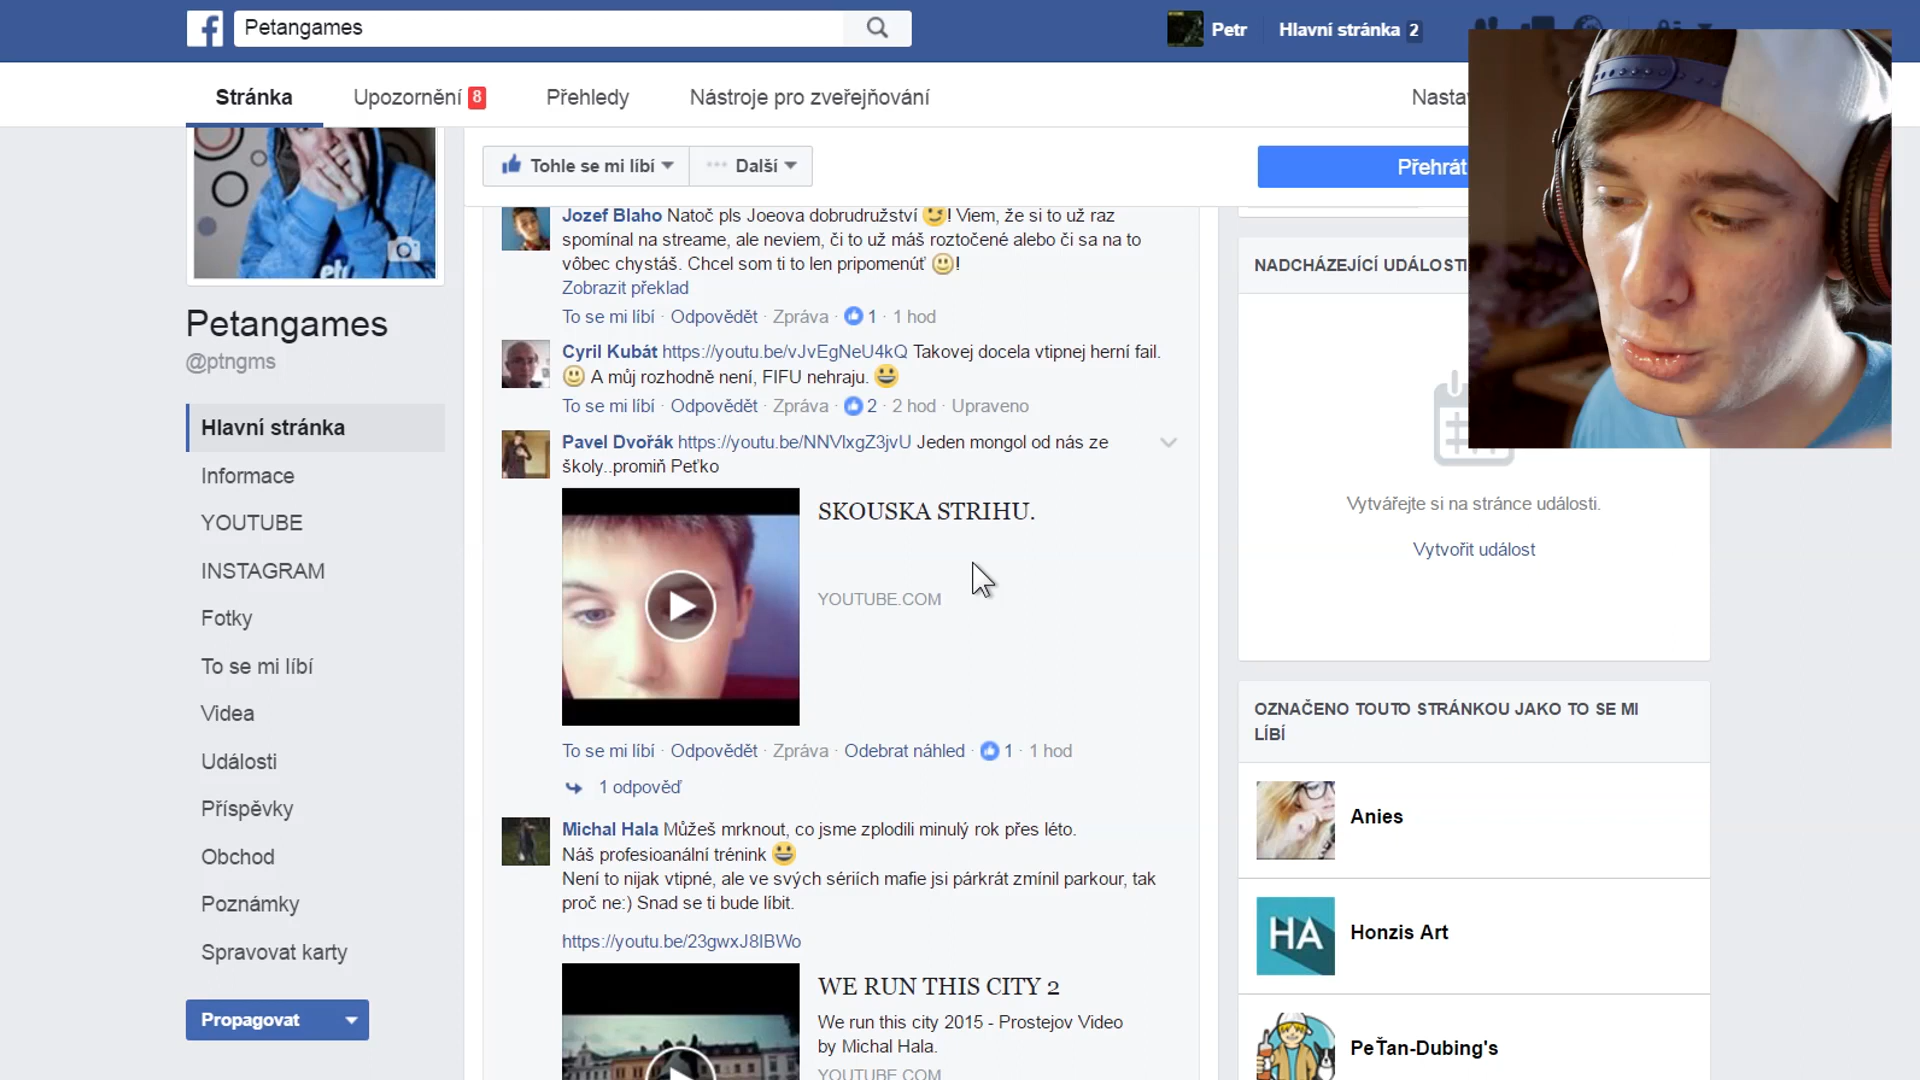 Petangames
Petr
Hlavní stránka 2
Stránka
Upozornění 8
Přehledy
Nástroje pro zveřejňování
Tohle se mi líbí
Další
Petangames
@ptngms
Hlavní stránka
Informace
YOUTUBE
INSTAGRAM
Fotky
To se mi líbí
Videa
Události
Příspěvky
Obchod
Poznámky
Spravovat karty
Propagovat
Jozef Blaho Natoč pls Joeova dobrudružství 😉! Viem, že si to už raz
spomínal na streame, ale neviem, či to už máš roztočené alebo či sa na to
vôbec chystáš. Chcel som ti to len pripomenúť 🙂!
Zobrazit překlad
To se mi líbí · Odpovědět · Zpráva · 1 · 1 hod
Cyril Kubát https://youtu.be/vJvEgNeU4kQ Takovej docela vtipnej herní fail.
🙂 A můj rozhodně není, FIFU nehraju. 😀
To se mi líbí · Odpovědět · Zpráva · 2 · 2 hod · Upraveno
Pavel Dvořák https://youtu.be/NNVlxgZ3jvU Jeden mongol od nás ze
školy..promiň Peťko
SKOUSKA STRIHU.
YOUTUBE.COM
To se mi líbí · Odpovědět · Zpráva · Odebrat náhled · 1 · 1 hod
1 odpověď
Michal Hala Můžeš mrknout, co jsme zplodili minulý rok přes léto.
Náš profesioanální trénink 😀
Není to nijak vtipné, ale ve svých sériích mafie jsi párkrát zmínil parkour, tak
proč ne:) Snad se ti bude líbit.
https://youtu.be/23gwxJ8IBWo
WE RUN THIS CITY 2
We run this city 2015 - Prostejov Video
by Michal Hala.
YOUTUBE.COM
NADCHÁZEJÍCÍ UDÁLOSTI
Vytvářejte si na stránce události.
Vytvořit událost
OZNAČENO TOUTO STRÁNKOU JAKO TO SE MI
LÍBÍ
Anies
HA
Honzis Art
PeŤan-Dubing's